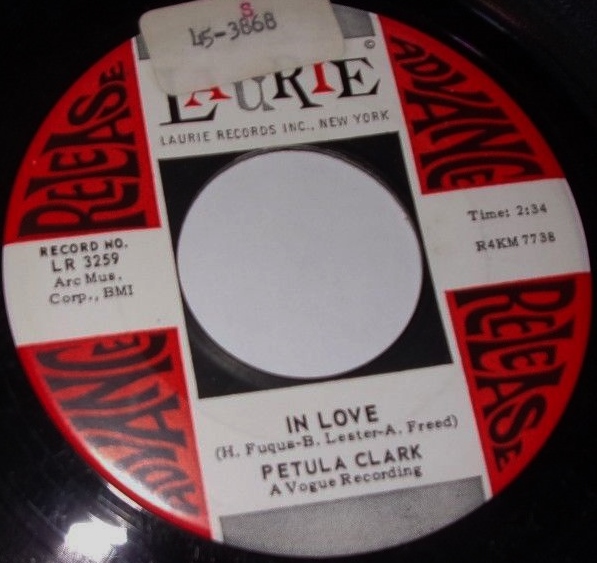 S
45-3868
©
LAURIE
LAURIE RECORDS INC., NEW YORK
RELEASE
ADVANCE
RECORD NO.
LR 3259
Arc Mus.
Corp., BMI
Time: 2:34
R4KM 7738
ADVANCE
RELEASE
IN LOVE
(H. Fuqua-B. Lester-A. Freed)
PETULA CLARK
A Vogue Recording